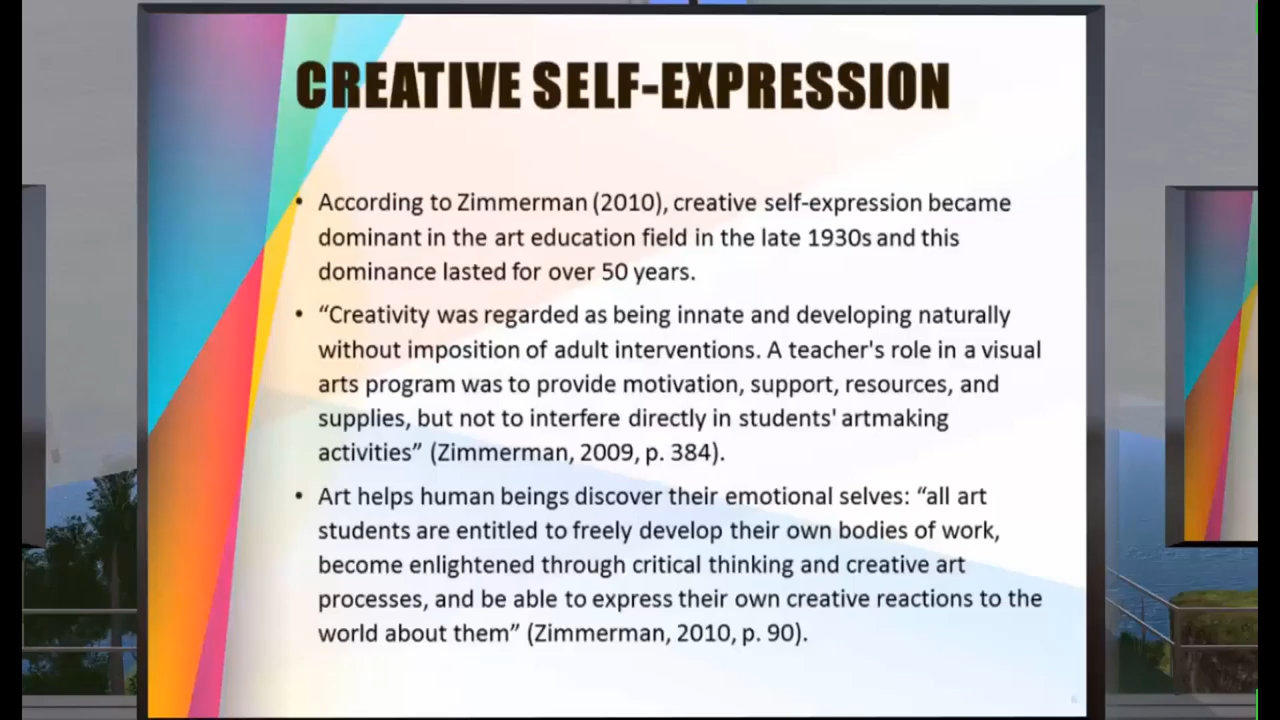 CREATIVE SELF-EXPRESSION
• According to Zimmerman (2010), creative self-expression became
dominant in the art education field in the late 1930s and this
dominance lasted for over 50 years.
• “Creativity was regarded as being innate and developing naturally
without imposition of adult interventions. A teacher's role in a visual
arts program was to provide motivation, support, resources, and
supplies, but not to interfere directly in students' artmaking
activities” (Zimmerman, 2009, p. 384).
• Art helps human beings discover their emotional selves: “all art
students are entitled to freely develop their own bodies of work,
become enlightened through critical thinking and creative art
processes, and be able to express their own creative reactions to the
world about them” (Zimmerman, 2010, p. 90).